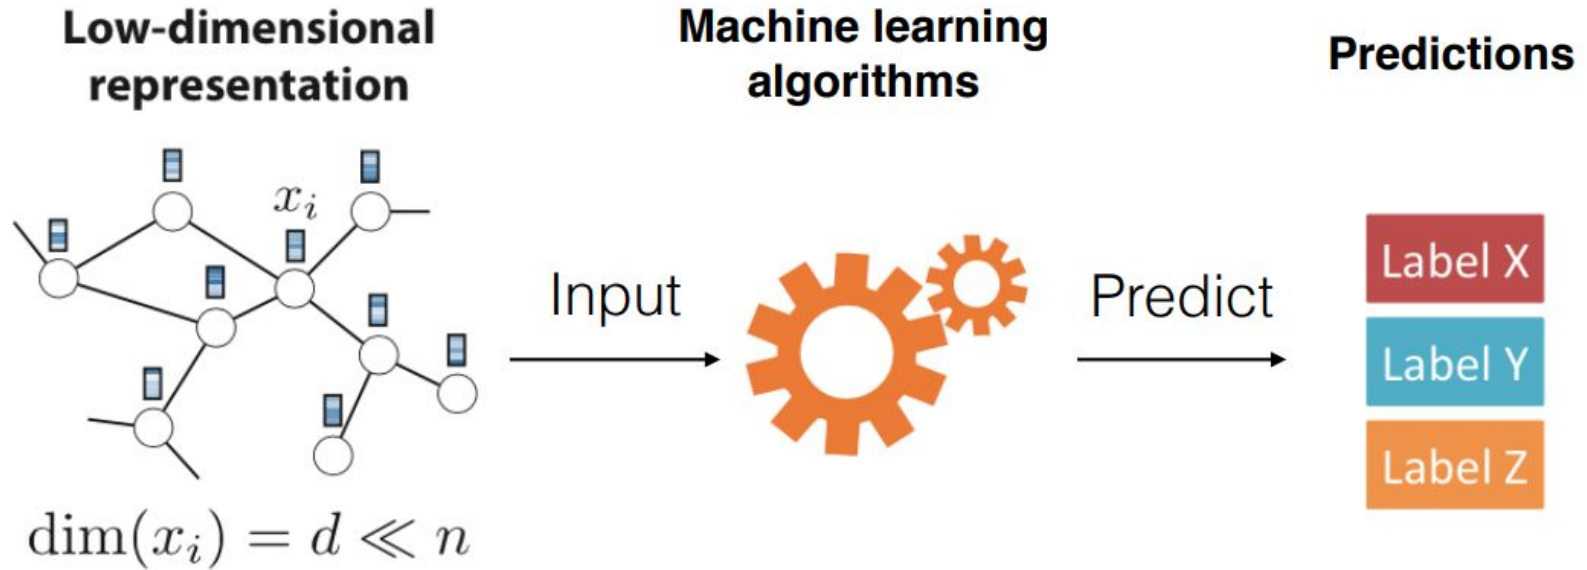 Low-dimensional
representation
x_i
dim(x_i) = d ≪ n
Input
Machine learning
algorithms
Predict
Predictions
Label X
Label Y
Label Z